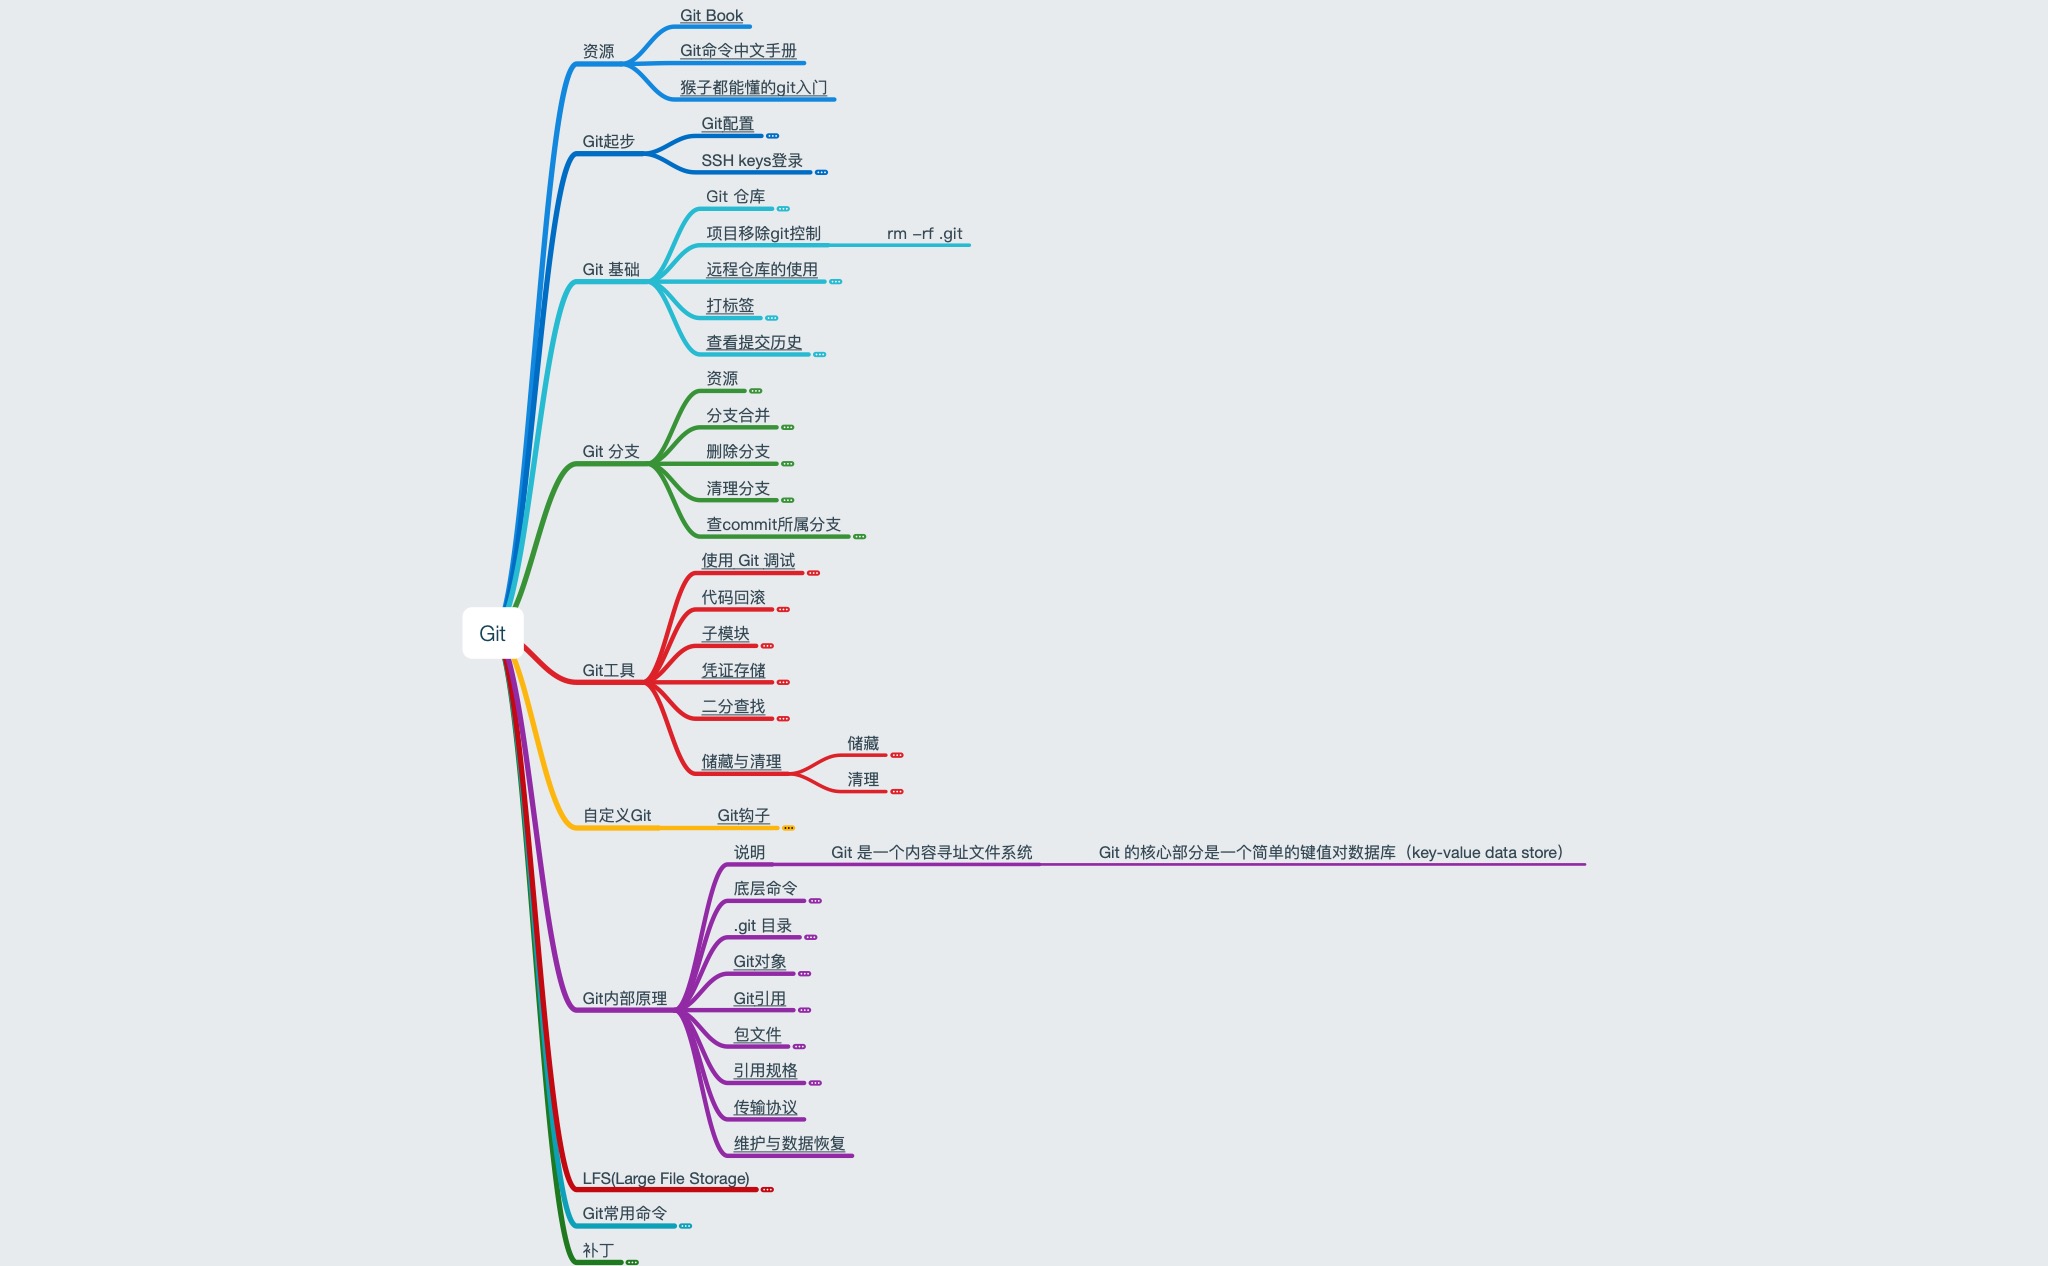 Git Book
资源
Git命令中文手册
猴子都能懂的git入门
Git配置
Git起步
SSH keys登录
Git 仓库
项目移除git控制
rm -rf .git
Git 基础
远程仓库的使用
打标签
查看提交历史
资源
分支合并
Git 分支
删除分支
清理分支
查commit所属分支
使用 Git 调试
代码回滚
Git
子模块
Git工具
凭证存储
二分查找
储藏
储藏与清理
清理
自定义Git
Git钩子
说明
Git 是一个内容寻址文件系统
Git 的核心部分是一个简单的键值对数据库（key-value data store）
底层命令
.git 目录
Git对象
Git内部原理
Git引用
包文件
引用规格
传输协议
维护与数据恢复
LFS(Large File Storage)
Git常用命令
补丁